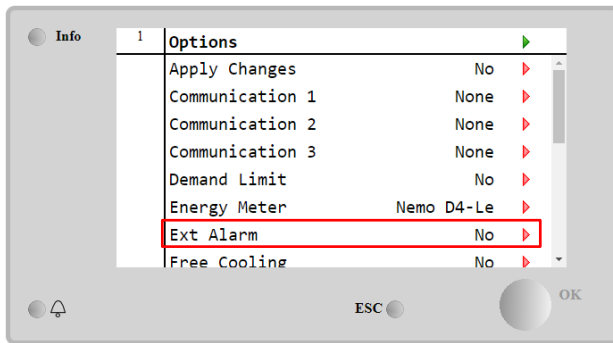 Info
1 Options
Apply Changes No
Communication 1 None
Communication 2 None
Communication 3 None
Demand Limit No
Energy Meter Nemo D4-Le
Ext Alarm No
Free Cooling No
ESC OK